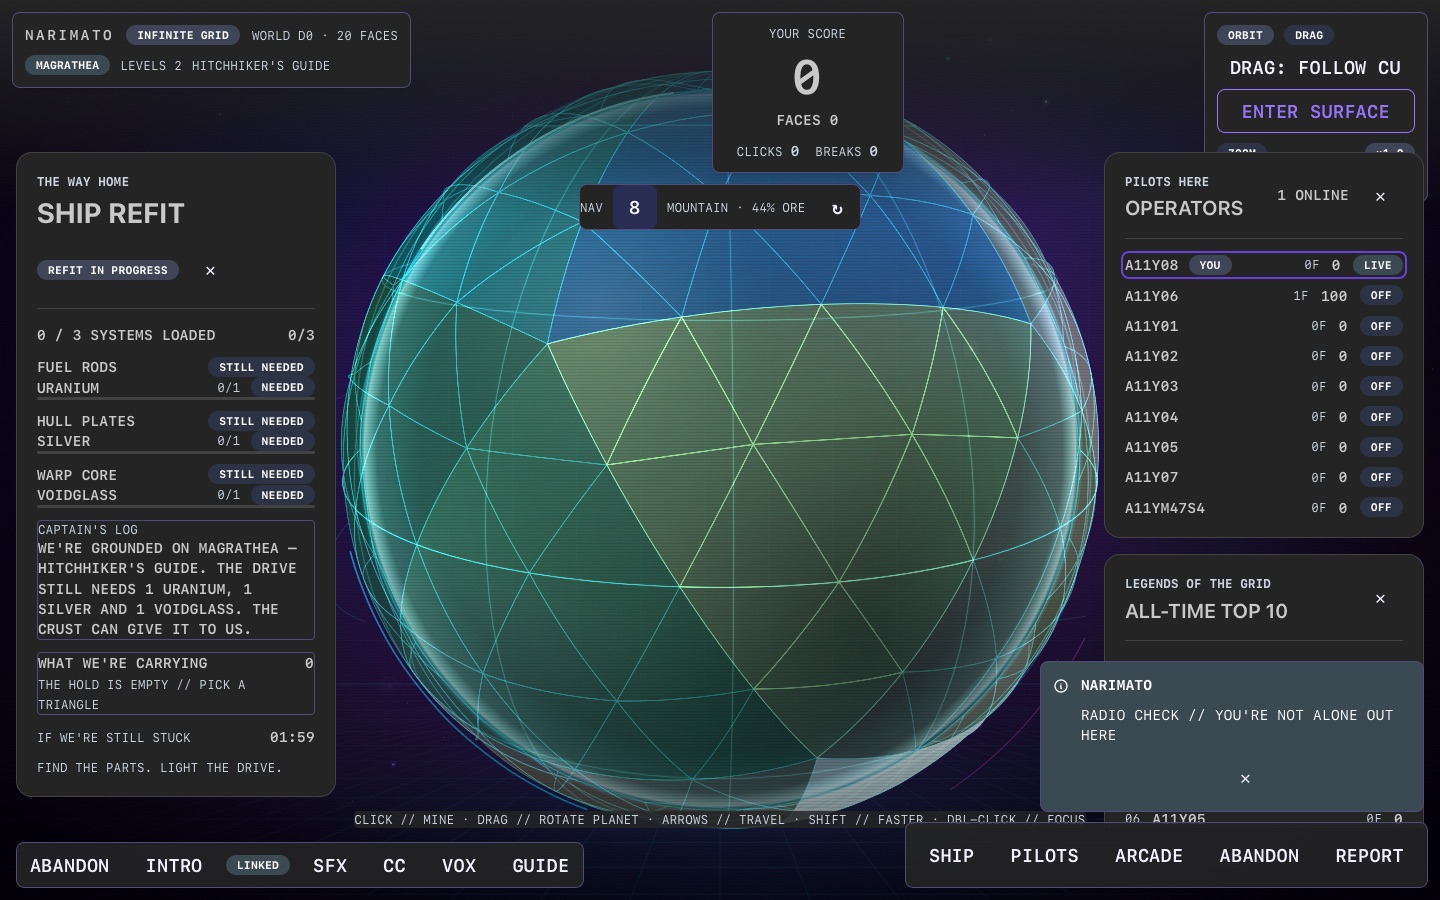 NARIMATO INFINITE GRID WORLD D0 · 20 FACES
MAGRATHEA LEVELS 2 HITCHHIKER'S GUIDE
YOUR SCORE
0
FACES 0
CLICKS 0 BREAKS 0
NAV 8 MOUNTAIN · 44% ORE ↻
ORBIT DRAG
DRAG: FOLLOW CU
ENTER SURFACE
THE WAY HOME
SHIP REFIT
REFIT IN PROGRESS ×
0 / 3 SYSTEMS LOADED 0/3
FUEL RODS STILL NEEDED
URANIUM 0/1 NEEDED
HULL PLATES STILL NEEDED
SILVER 0/1 NEEDED
WARP CORE STILL NEEDED
VOIDGLASS 0/1 NEEDED
CAPTAIN'S LOG
WE'RE GROUNDED ON MAGRATHEA —
HITCHHIKER'S GUIDE. THE DRIVE
STILL NEEDS 1 URANIUM, 1
SILVER AND 1 VOIDGLASS. THE
CRUST CAN GIVE IT TO US.
WHAT WE'RE CARRYING 0
THE HOLD IS EMPTY // PICK A
TRIANGLE
IF WE'RE STILL STUCK 01:59
FIND THE PARTS. LIGHT THE DRIVE.
PILOTS HERE
OPERATORS 1 ONLINE ×
A11Y08 YOU 0F 0 LIVE
A11Y06 1F 100 OFF
A11Y01 0F 0 OFF
A11Y02 0F 0 OFF
A11Y03 0F 0 OFF
A11Y04 0F 0 OFF
A11Y05 0F 0 OFF
A11Y07 0F 0 OFF
A11YM47S4 0F 0 OFF
LEGENDS OF THE GRID
ALL-TIME TOP 10 ×
NARIMATO
RADIO CHECK // YOU'RE NOT ALONE OUT
HERE
×
06 A11Y05 0F 0
CLICK // MINE · DRAG // ROTATE PLANET · ARROWS // TRAVEL · SHIFT // FASTER · DBL-CLICK // FOCUS
ABANDON INTRO LINKED SFX CC VOX GUIDE
SHIP PILOTS ARCADE ABANDON REPORT